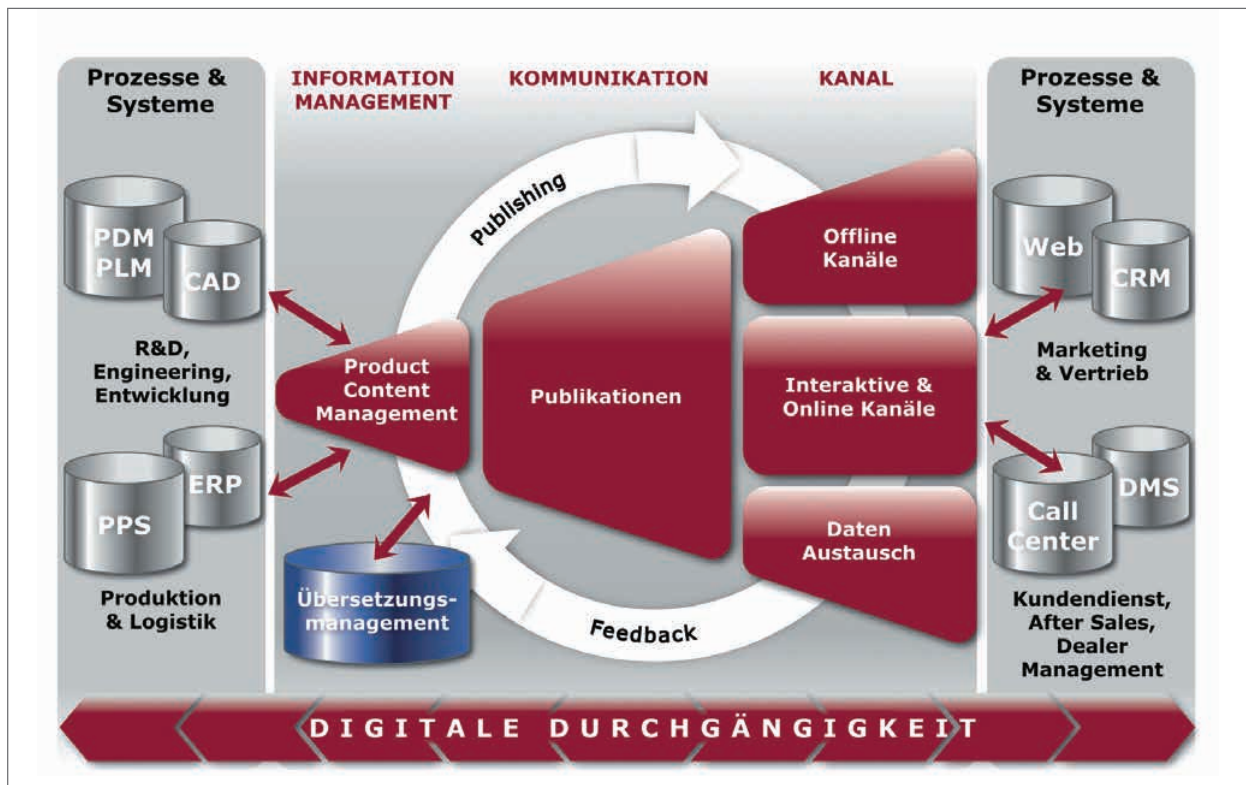 Prozesse &
Systeme
PDM
PLM
CAD
R&D,
Engineering,
Entwicklung
ERP
PPS
Produktion
& Logistik
INFORMATION
MANAGEMENT
KOMMUNIKATION
KANAL
Publishing
Product
Content
Management
Publikationen
Offline
Kanäle
Interaktive &
Online Kanäle
Daten
Austausch
Übersetzungs-
management
Feedback
Prozesse &
Systeme
Web
CRM
Marketing
& Vertrieb
DMS
Call
Center
Kundendienst,
After Sales,
Dealer
Management
DIGITALE DURCHGÄNGIGKEIT